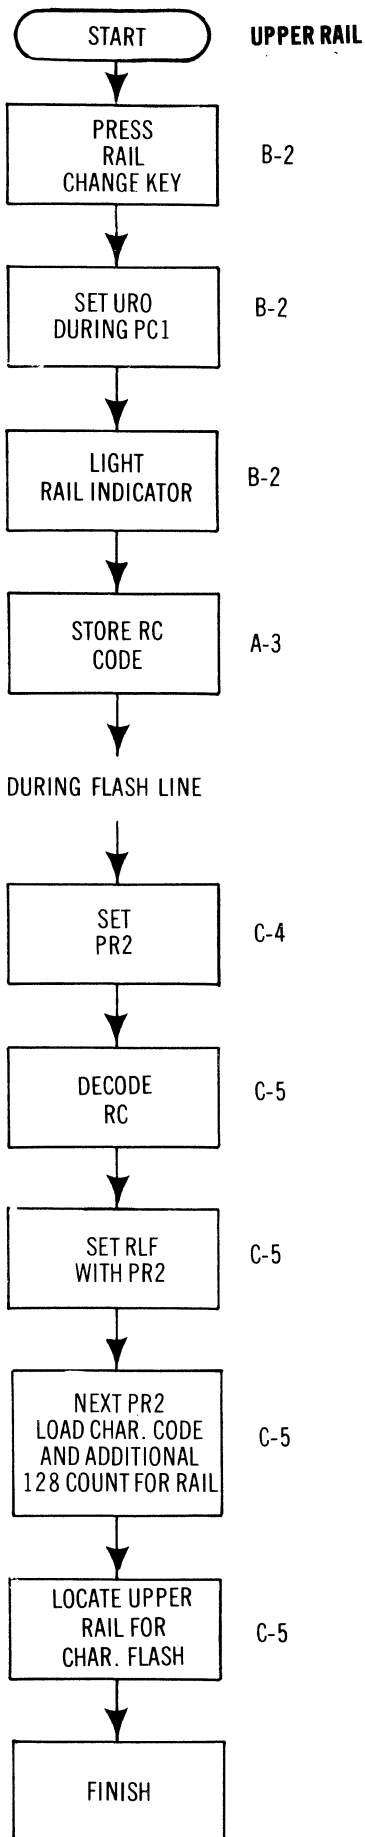 START
UPPER RAIL
PRESS
RAIL
CHANGE KEY
B-2
SET URO
DURING PC1
B-2
LIGHT
RAIL INDICATOR
B-2
STORE RC
CODE
A-3
DURING FLASH LINE
SET
PR2
C-4
DECODE
RC
C-5
SET RLF
WITH PR2
C-5
NEXT PR2
LOAD CHAR. CODE
AND ADDITIONAL
128 COUNT FOR RAIL
C-5
LOCATE UPPER
RAIL FOR
CHAR. FLASH
C-5
FINISH